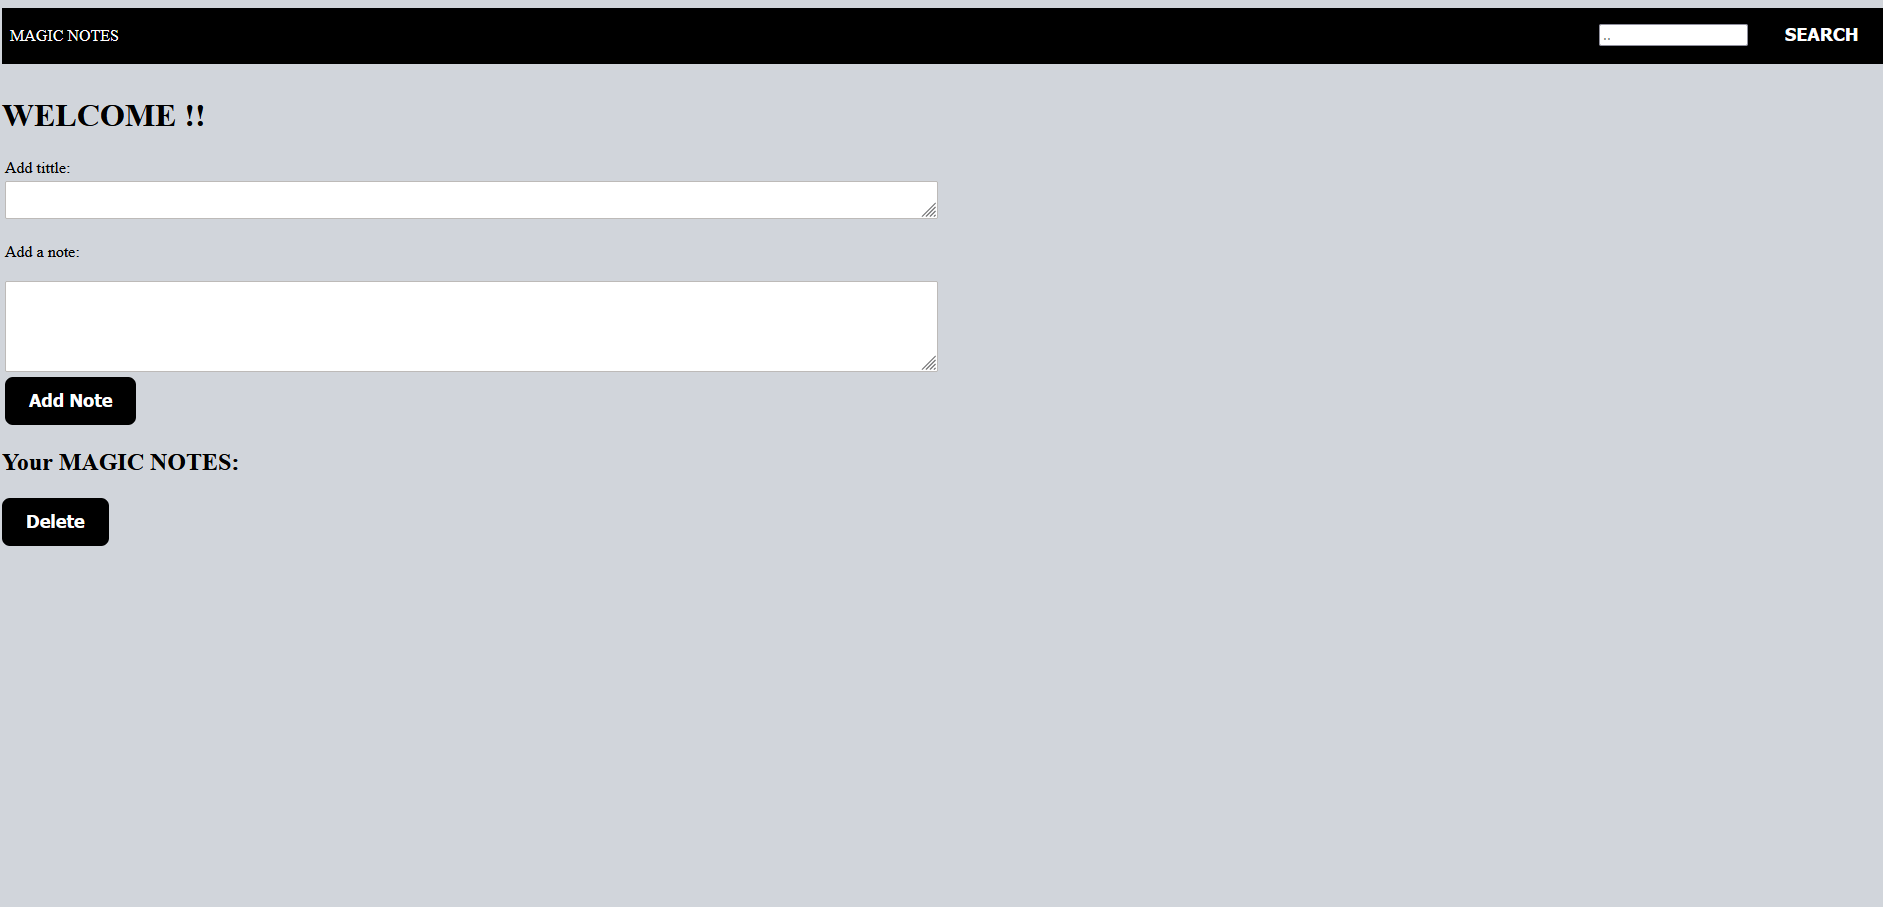 MAGIC NOTES
..
SEARCH
WELCOME !!
Add tittle:
Add a note:
Add Note
Your MAGIC NOTES:
Delete